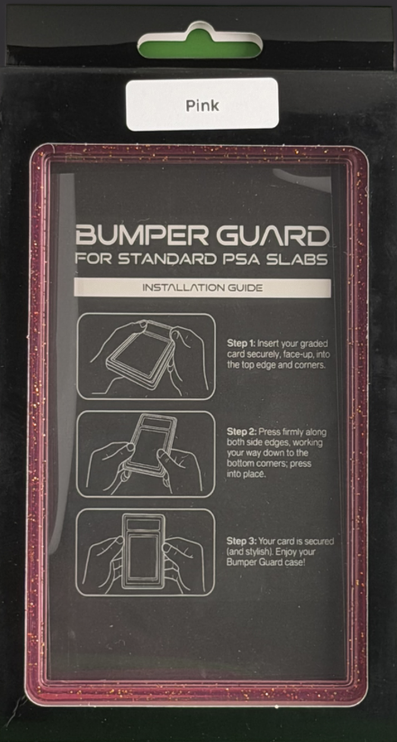 Pink
BUMPER GUARD
FOR STANDARD PSA SLABS
INSTALLATION GUIDE
Step 1: Insert your graded
card securely, face-up, into
the top edge and corners.
Step 2: Press firmly along
both side edges, working
your way down to the
bottom corners; press
into place.
Step 3: Your card is secured
(and stylish). Enjoy your
Bumper Guard case!